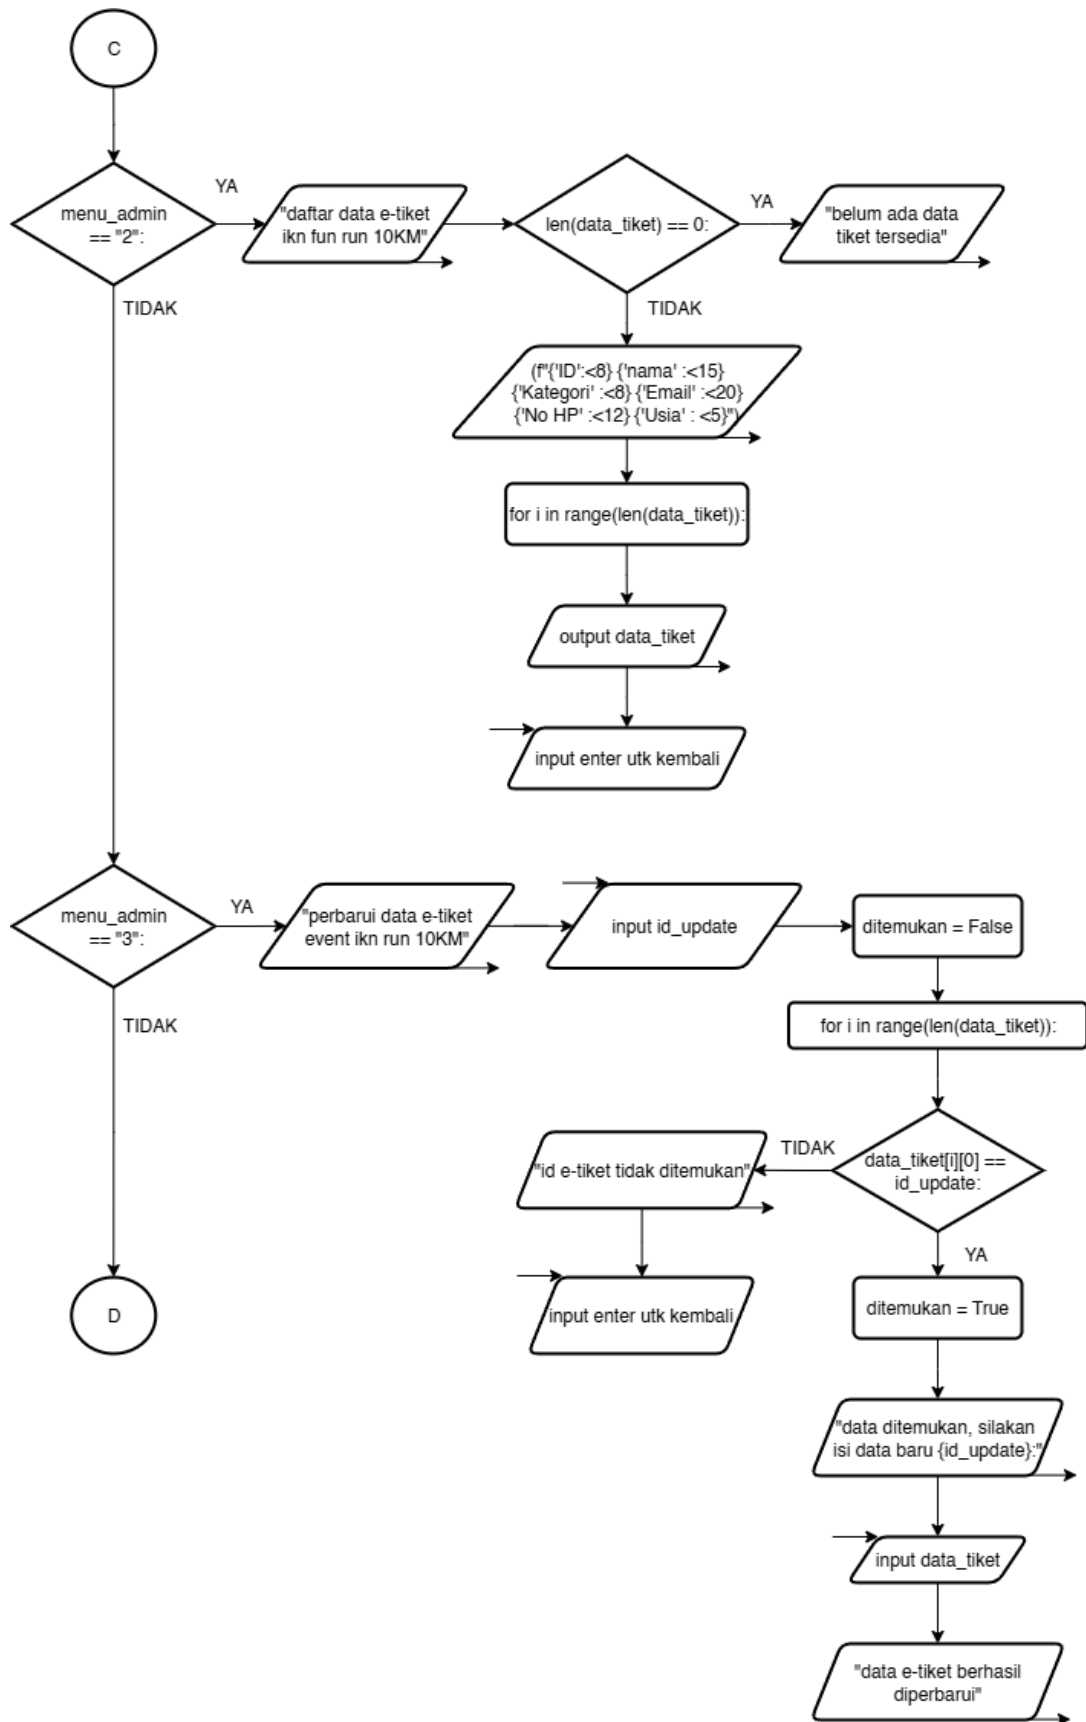 C
menu_admin
== "2":
YA
"daftar data e-tiket
ikn fun run 10KM"
len(data_tiket) == 0:
YA
"belum ada data
tiket tersedia"
TIDAK
TIDAK
(f"{'ID':<8} {'nama' :<15}
{'Kategori' :<8} {'Email' :<20}
{'No HP' :<12} {'Usia' : <5}")
for i in range(len(data_tiket)):
output data_tiket
input enter utk kembali
menu_admin
== "3":
YA
"perbarui data e-tiket
event ikn run 10KM"
input id_update
ditemukan = False
TIDAK
for i in range(len(data_tiket)):
data_tiket[i][0] ==
id_update:
TIDAK
"id e-tiket tidak ditemukan"
input enter utk kembali
YA
ditemukan = True
D
"data ditemukan, silakan
isi data baru {id_update}:"
input data_tiket
"data e-tiket berhasil
diperbarui"